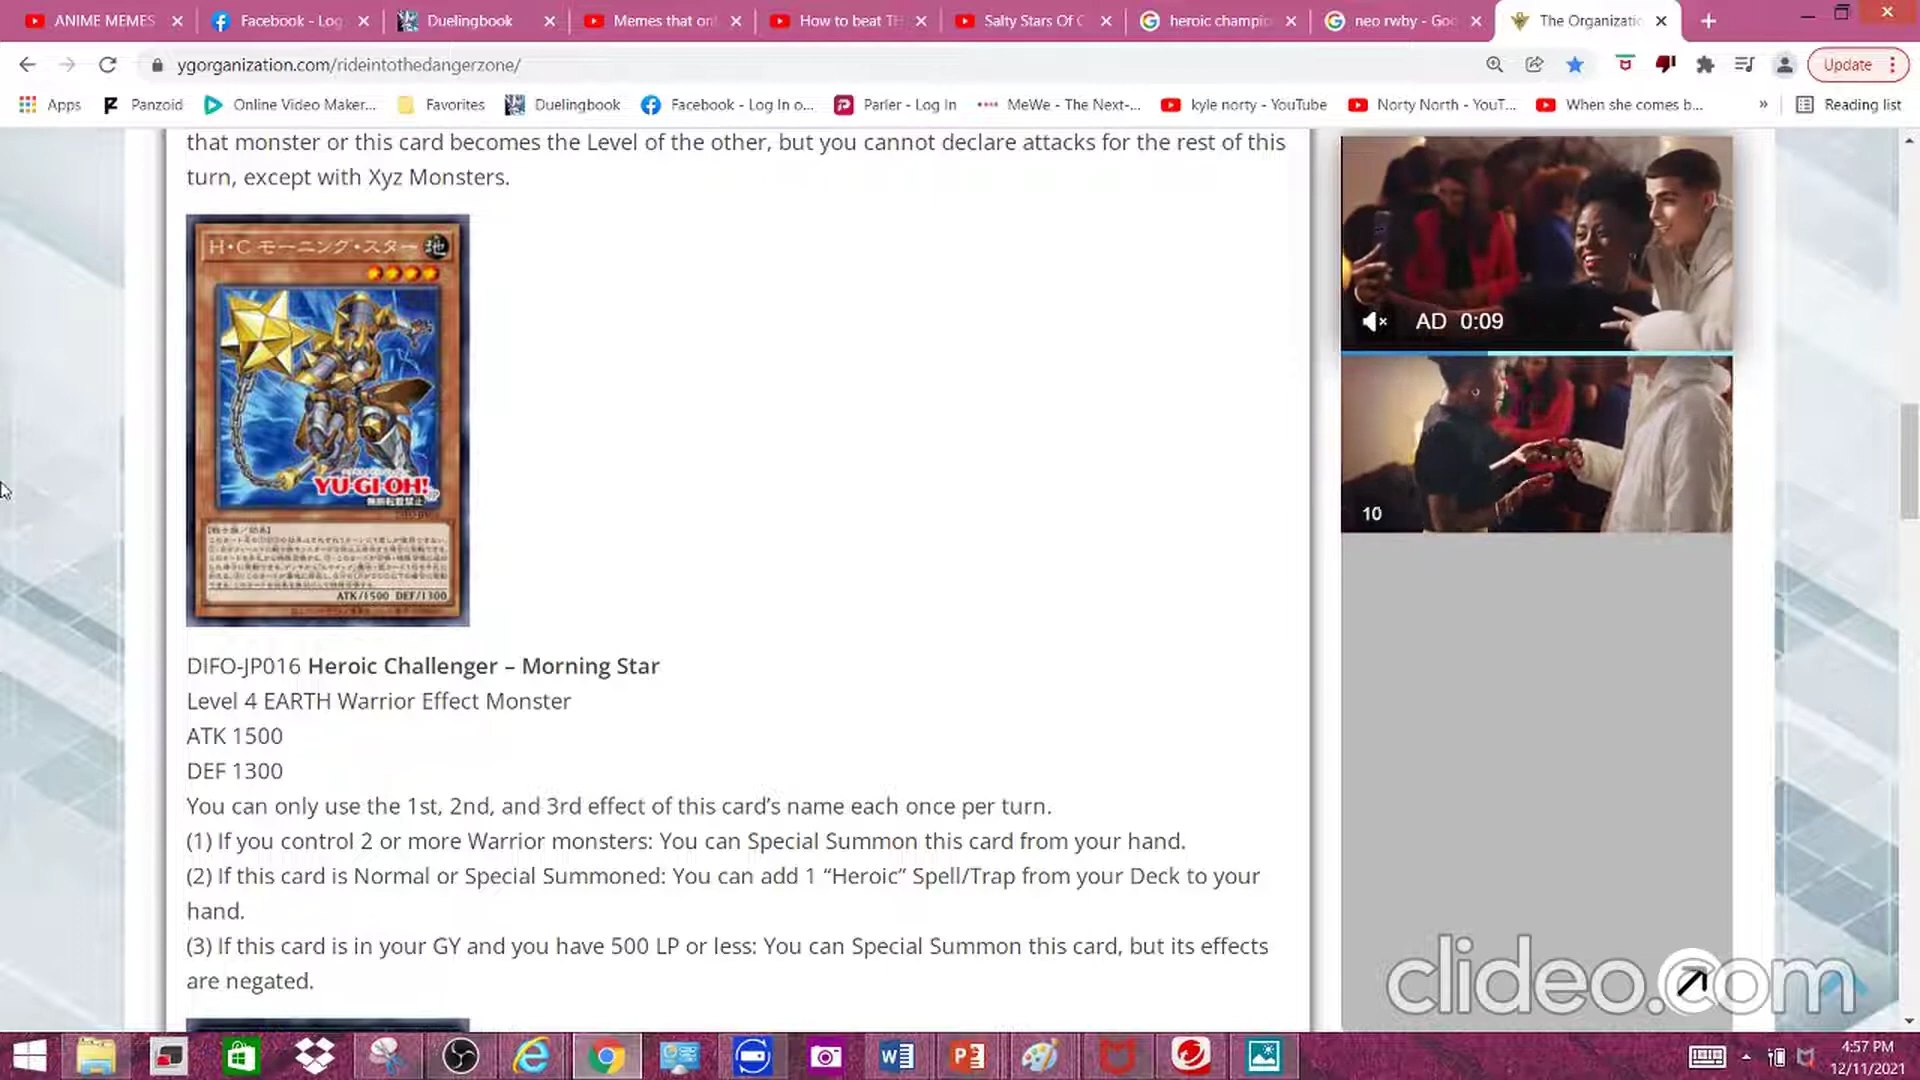 ANIME MEMES
Facebook - Log
Duelingbook
Memes that onl
How to beat TH
Salty Stars Of C
heroic champio
neo rwby - Goo
The Organizatio
ygorganization.com/rideintothedangerzone/
Update
Apps
Panzoid
Online Video Maker...
Favorites
Duelingbook
Facebook - Log In o...
Parler - Log In
MeWe - The Next-...
kyle norty - YouTube
Norty North - YouT...
When she comes b...
»
Reading list
that monster or this card becomes the Level of the other, but you cannot declare attacks for the rest of this
turn, except with Xyz Monsters.
H・C モーニング・スター 地
YU-GI-OH!
ATK/1500 DEF/1300
AD 0:09
10
DIFO-JP016 Heroic Challenger – Morning Star
Level 4 EARTH Warrior Effect Monster
ATK 1500
DEF 1300
You can only use the 1st, 2nd, and 3rd effect of this card’s name each once per turn.
(1) If you control 2 or more Warrior monsters: You can Special Summon this card from your hand.
(2) If this card is Normal or Special Summoned: You can add 1 “Heroic” Spell/Trap from your Deck to your
hand.
(3) If this card is in your GY and you have 500 LP or less: You can Special Summon this card, but its effects
are negated.
clideo.com
4:57 PM
12/11/2021